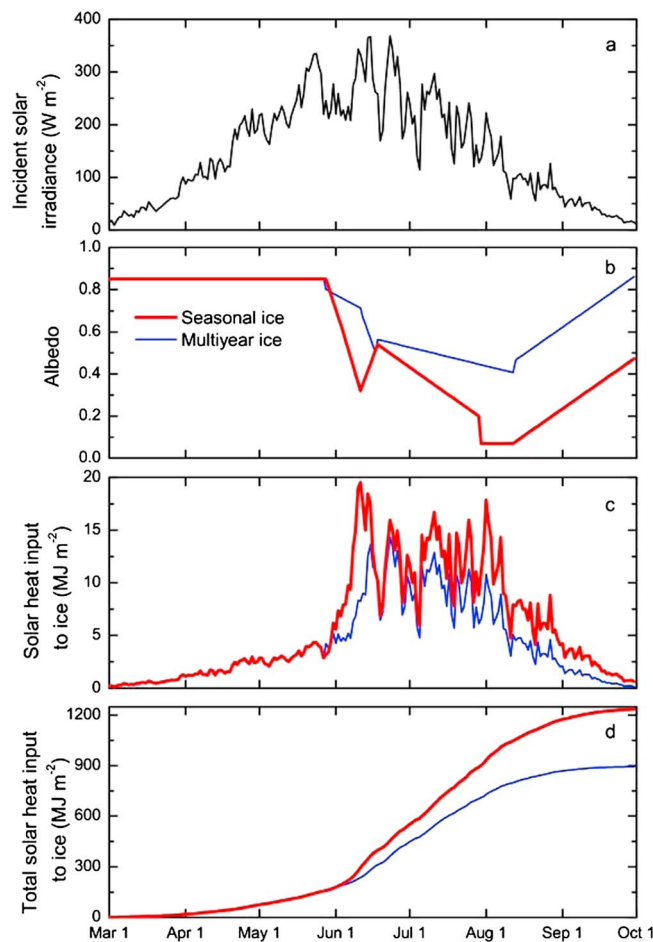 400
300
200
100
0
Incident solar
irradiance (W m-2)
a
1.0
0.8
0.6
0.4
0.2
0.0
Albedo
b
Seasonal ice
Multiyear ice
20
15
10
5
0
Solar heat input
to ice (MJ m-2)
c
1200
900
600
300
0
Total solar heat input
to ice (MJ m-2)
d
Mar 1 Apr 1 May 1 Jun 1 Jul 1 Aug 1 Sep 1 Oct 1